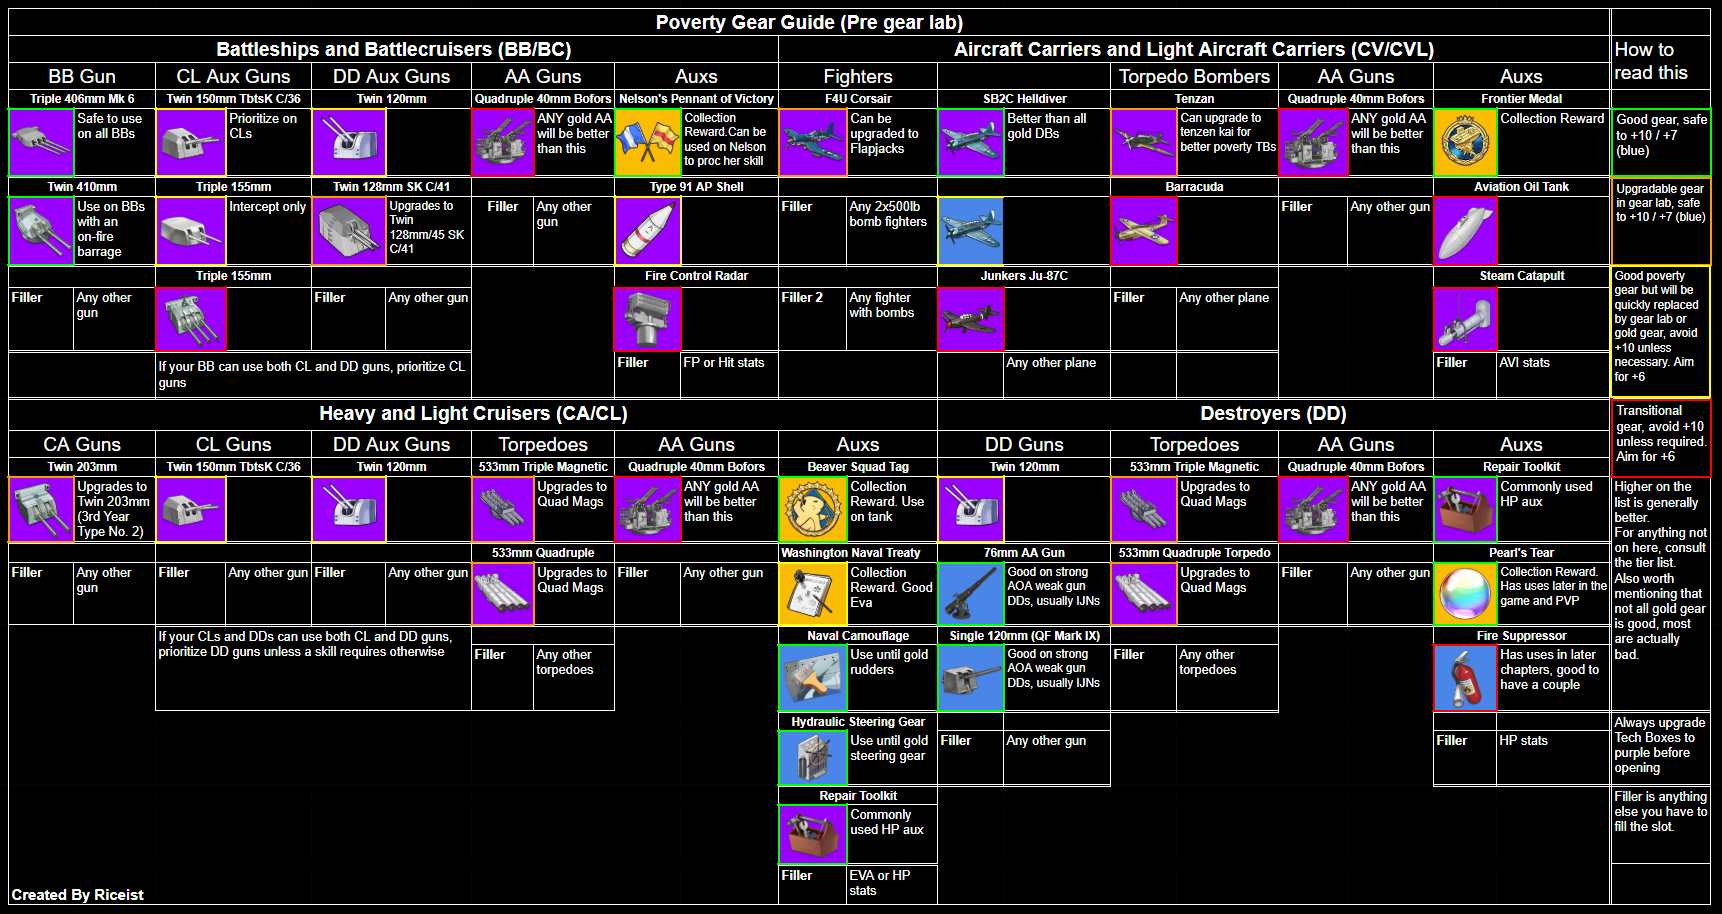 Poverty Gear Guide (Pre gear lab)
Battleships and Battlecruisers (BB/BC)
Aircraft Carriers and Light Aircraft Carriers (CV/CVL)
How to
read this
BB Gun
CL Aux Guns
DD Aux Guns
AA Guns
Auxs
Fighters
Torpedo Bombers
AA Guns
Auxs
Triple 406mm Mk 6
Twin 150mm TbtsK C/36
Twin 120mm
Quadruple 40mm Bofors
Nelson's Pennant of Victory
F4U Corsair
SB2C Helldiver
Tenzan
Quadruple 40mm Bofors
Frontier Medal
Safe to use
on all BBs
Prioritize on
CLs
ANY gold AA
will be better
than this
Collection
Reward.Can be
used on Nelson
to proc her skill
Can be
upgraded to
Flapjacks
Better than all
gold DBs
Can upgrade to
tenzen kai for
better poverty TBs
ANY gold AA
will be better
than this
Collection Reward
Good gear, safe
to +10 / +7
(blue)
Twin 410mm
Triple 155mm
Twin 128mm SK C/41
Type 91 AP Shell
Barracuda
Aviation Oil Tank
Use on BBs
with an
on-fire
barrage
Intercept only
Upgrades to
Twin
128mm/45 SK
C/41
Filler
Any other
gun
Filler
Any 2x500lb
bomb fighters
Filler
Any other gun
Upgradable gear
in gear lab, safe
to +10 / +7 (blue)
Triple 155mm
Fire Control Radar
Junkers Ju-87C
Steam Catapult
Filler
Any other
gun
Filler
Any other gun
Filler 2
Any fighter
with bombs
Filler
Any other plane
Good poverty
gear but will be
quickly replaced
by gear lab or
gold gear, avoid
+10 unless
necessary. Aim
for +6
If your BB can use both CL and DD guns, prioritize CL
guns
Filler
FP or Hit stats
Any other plane
Filler
AVI stats
Heavy and Light Cruisers (CA/CL)
Destroyers (DD)
Transitional
gear, avoid +10
unless required.
Aim for +6
CA Guns
CL Guns
DD Aux Guns
Torpedoes
AA Guns
Auxs
DD Guns
Torpedoes
AA Guns
Auxs
Twin 203mm
Twin 150mm TbtsK C/36
Twin 120mm
533mm Triple Magnetic
Quadruple 40mm Bofors
Beaver Squad Tag
Twin 120mm
533mm Triple Magnetic
Quadruple 40mm Bofors
Repair Toolkit
Upgrades to
Twin 203mm
(3rd Year
Type No. 2)
Upgrades to
Quad Mags
ANY gold AA
will be better
than this
Collection
Reward. Use
on tank
Upgrades to
Quad Mags
ANY gold AA
will be better
than this
Commonly used
HP aux
Higher on the
list is generally
better.
For anything not
on here, consult
the tier list.
Also worth
mentioning that
not all gold gear
is good, most
are actually
bad.
533mm Quadruple
Washington Naval Treaty
76mm AA Gun
533mm Quadruple Torpedo
Pearl's Tear
Filler
Any other
gun
Filler
Any other gun
Filler
Any other gun
Upgrades to
Quad Mags
Filler
Any other gun
Collection
Reward. Good
Eva
Good on strong
AOA weak gun
DDs, usually IJNs
Upgrades to
Quad Mags
Filler
Any other gun
Collection Reward.
Has uses later in the
game and PVP
If your CLs and DDs can use both CL and DD guns,
prioritize DD guns unless a skill requires otherwise
Naval Camouflage
Single 120mm (QF Mark IX)
Fire Suppressor
Filler
Any other
torpedoes
Use until gold
rudders
Good on strong
AOA weak gun
DDs, usually IJNs
Filler
Any other
torpedoes
Has uses in later
chapters, good to
have a couple
Hydraulic Steering Gear
Use until gold
steering gear
Filler
Any other gun
Filler
HP stats
Always upgrade
Tech Boxes to
purple before
opening
Repair Toolkit
Commonly
used HP aux
Filler is anything
else you have to
fill the slot.
Filler
EVA or HP
stats
Created By Riceist